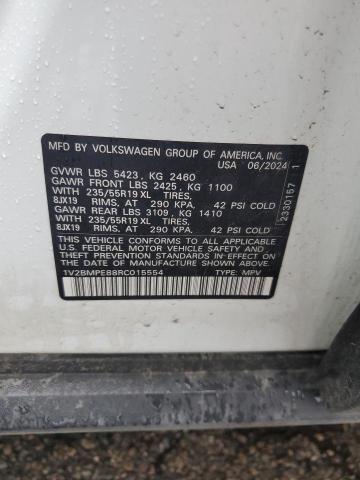 MFD BY VOLKSWAGEN GROUP OF AMERICA, INC.
USA 06/2024
GVWR LBS 5423, KG 2460
GAWR FRONT LBS 2425, KG 1100
WITH 235/55R19 XL TIRES,
8JX19 RIMS, AT 290 KPA, 42 PSI COLD
GAWR REAR LBS 3109, KG 1410
WITH 235/55R19 XL TIRES,
8JX19 RIMS, AT 290 KPA, 42 PSI COLD
THIS VEHICLE CONFORMS TO ALL APPLICABLE
U.S. FEDERAL MOTOR VEHICLE SAFETY AND
THEFT PREVENTION STANDARDS IN EFFECT ON
THE DATE OF MANUFACTURE SHOWN ABOVE.
1V2BMPE88RC015554 TYPE: MPV
2330157 1